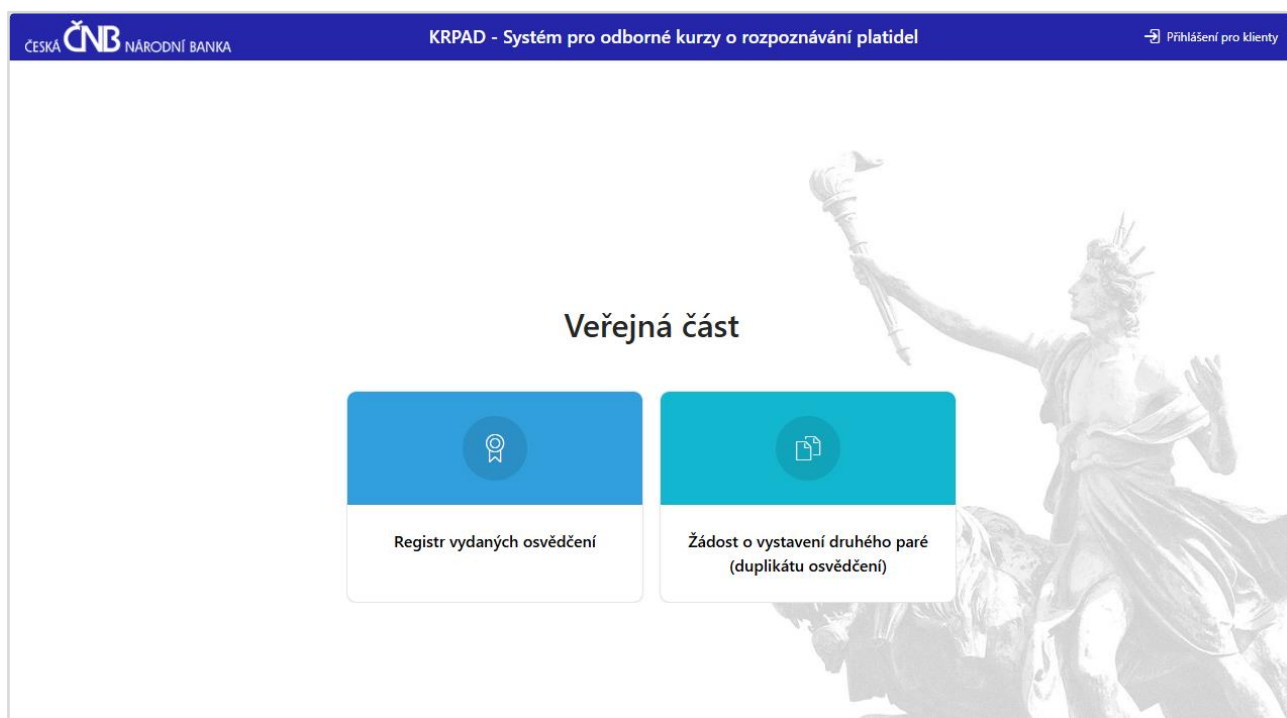 ČESKÁ ČNB NÁRODNÍ BANKA
KRPAD - Systém pro odborné kurzy o rozpoznávání platidel
Přihlášení pro klienty
Veřejná část
Registr vydaných osvědčení
Žádost o vystavení druhého paré
(duplikátu osvědčení)